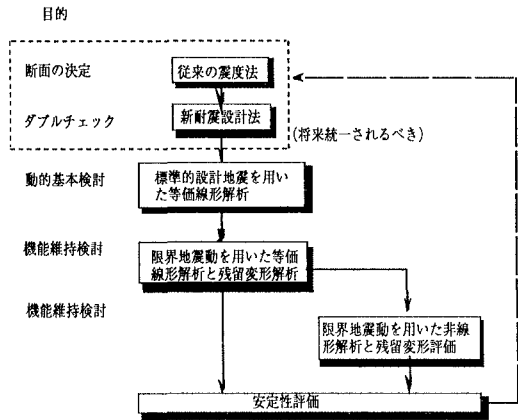 目的
断面の決定
従来の震度法
ダブルチェック
新耐震設計法
(将来統一されるべき)
動的基本検討
標準的設計地震を用い
た等価線形解析
機能維持検討
限界地震動を用いた等価
線形解析と残留変形解析
機能維持検討
限界地震動を用いた非線
形解析と残留変形評価
安定性評価